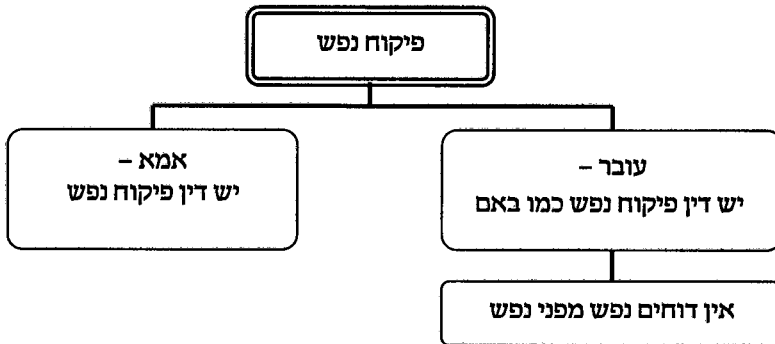 פיקוח נפש
עובר –
יש דין פיקוח נפש כמו באם
אין דוחים נפש מפני נפש
אמא –
יש דין פיקוח נפש